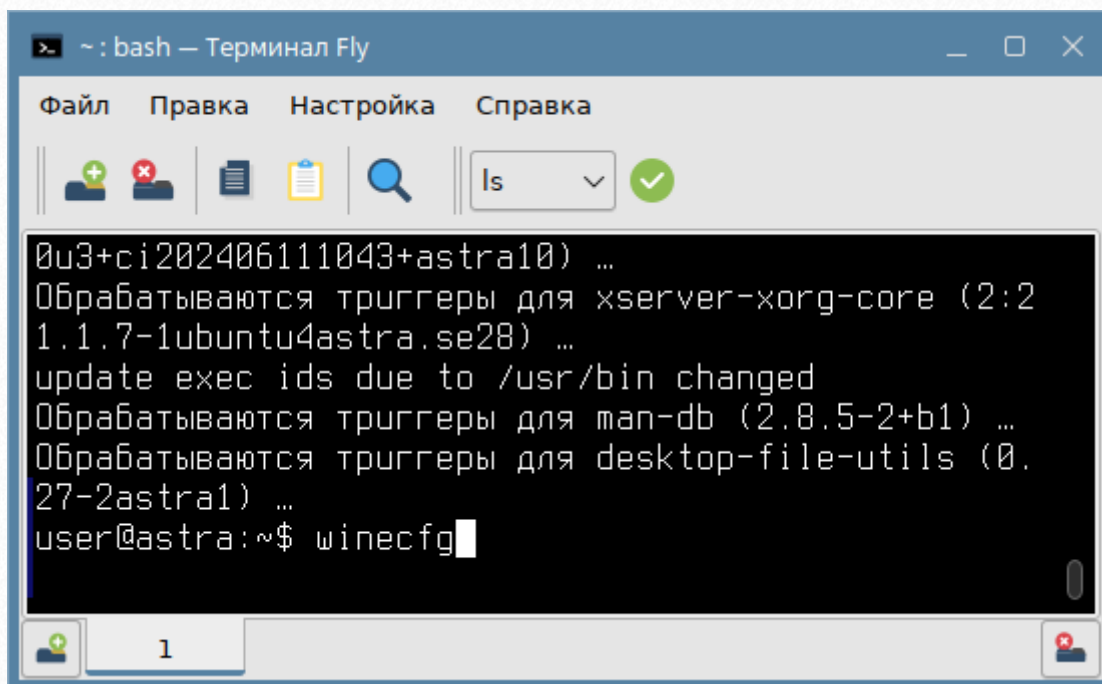 ~ : bash — Терминал Fly
Файл Правка Настройка Справка
ls
0u3+ci202406111043+astra10) …
Обрабатываются триггеры для xserver-xorg-core (2:2
1.1.7-1ubuntu4astra.se28) …
update exec ids due to /usr/bin changed
Обрабатываются триггеры для man-db (2.8.5-2+b1) …
Обрабатываются триггеры для desktop-file-utils (0.
27-2astra1) …
user@astra:~$ winecfg
1